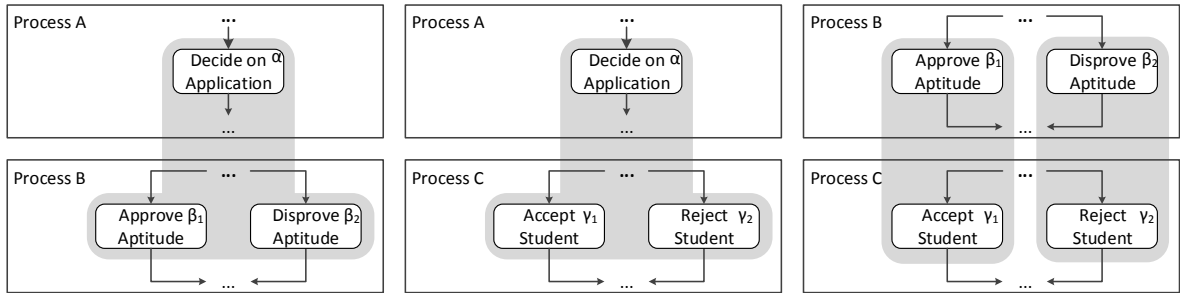 Process A
...
Decide on α
Application
...
Process B
...
Approve β₁
Aptitude
Disprove β₂
Aptitude
...
Process A
...
Decide on α
Application
...
Process C
...
Accept γ₁
Student
Reject γ₂
Student
...
Process B
...
Approve β₁
Aptitude
Disprove β₂
Aptitude
...
Process C
...
Accept γ₁
Student
Reject γ₂
Student
...